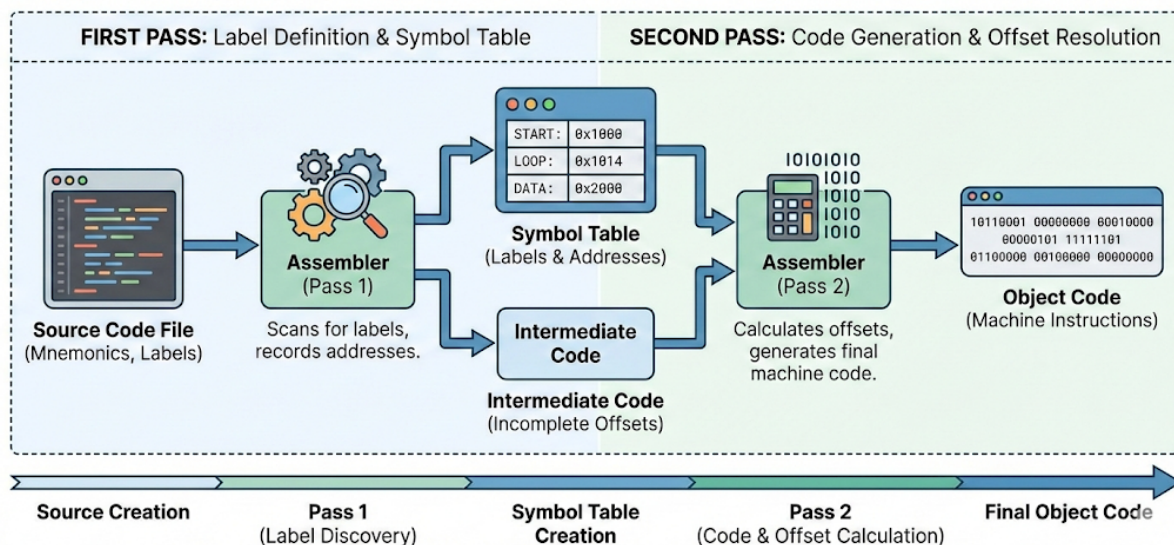 FIRST PASS: Label Definition & Symbol Table
SECOND PASS: Code Generation & Offset Resolution
START: 0x1000
LOOP: 0x1014
DATA: 0x2000
Symbol Table
(Labels & Addresses)
Source Code File
(Mnemonics, Labels)
Assembler
(Pass 1)
Scans for labels,
records addresses.
Intermediate
Code
Intermediate Code
(Incomplete Offsets)
10101010
1010
1010
1010
1010
1010
Assembler
(Pass 2)
Calculates offsets,
generates final
machine code.
10110001 00000000 00010000
00000101 11111101
01100000 00100000 00000000
Object Code
(Machine Instructions)
Source Creation
Pass 1
(Label Discovery)
Symbol Table
Creation
Pass 2
(Code & Offset Calculation)
Final Object Code